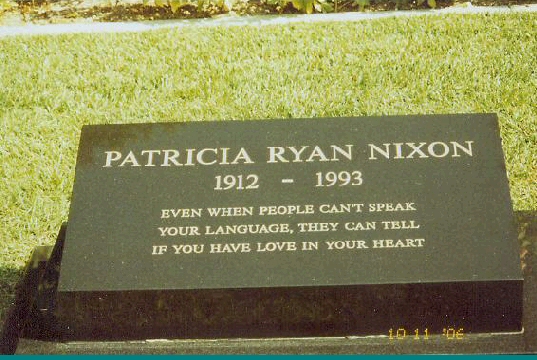 PATRICIA RYAN NIXON
1912 - 1993
EVEN WHEN PEOPLE CAN'T SPEAK
YOUR LANGUAGE, THEY CAN TELL
IF YOU HAVE LOVE IN YOUR HEART
10 11 '06